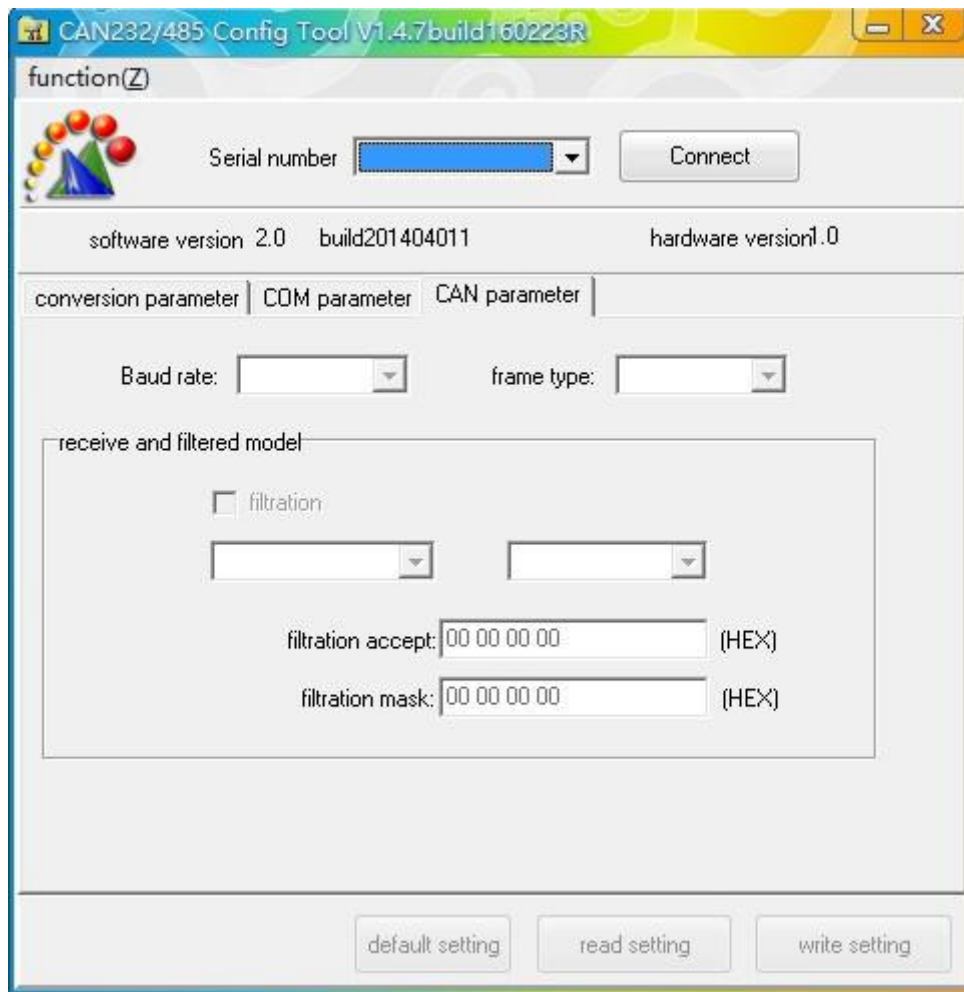 CAN232/485 Config Tool V1.4.7build160223R
function(Z)
Serial number Connect
software version 2.0 build201404011 hardware version1.0
conversion parameter COM parameter CAN parameter
Baud rate: frame type:
receive and filtered model
filtration
filtration accept: 00 00 00 00 (HEX)
filtration mask: 00 00 00 00 (HEX)
default setting read setting write setting